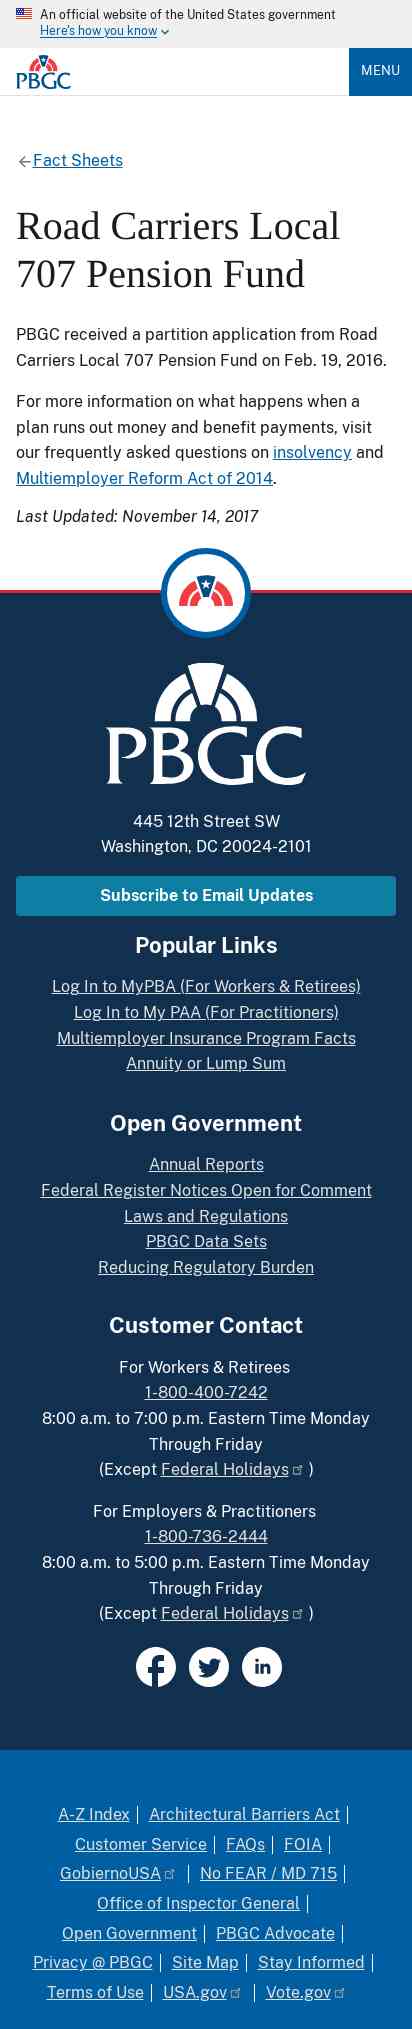 An official website of the United States government
Here's how you know
PBGC
MENU
Fact Sheets
Road Carriers Local
707 Pension Fund
PBGC received a partition application from Road
Carriers Local 707 Pension Fund on Feb. 19, 2016.
For more information on what happens when a
plan runs out money and benefit payments, visit
our frequently asked questions on insolvency and
Multiemployer Reform Act of 2014.
Last Updated: November 14, 2017
PBGC
445 12th Street SW
Washington, DC 20024-2101
Subscribe to Email Updates
Popular Links
Log In to MyPBA (For Workers & Retirees)
Log In to My PAA (For Practitioners)
Multiemployer Insurance Program Facts
Annuity or Lump Sum
Open Government
Annual Reports
Federal Register Notices Open for Comment
Laws and Regulations
PBGC Data Sets
Reducing Regulatory Burden
Customer Contact
For Workers & Retirees
1-800-400-7242
8:00 a.m. to 7:00 p.m. Eastern Time Monday
Through Friday
(Except Federal Holidays )
For Employers & Practitioners
1-800-736-2444
8:00 a.m. to 5:00 p.m. Eastern Time Monday
Through Friday
(Except Federal Holidays )
A-Z Index | Architectural Barriers Act |
Customer Service | FAQs | FOIA |
GobiernoUSA | No FEAR / MD 715 |
Office of Inspector General |
Open Government | PBGC Advocate |
Privacy @ PBGC | Site Map | Stay Informed |
Terms of Use | USA.gov | Vote.gov